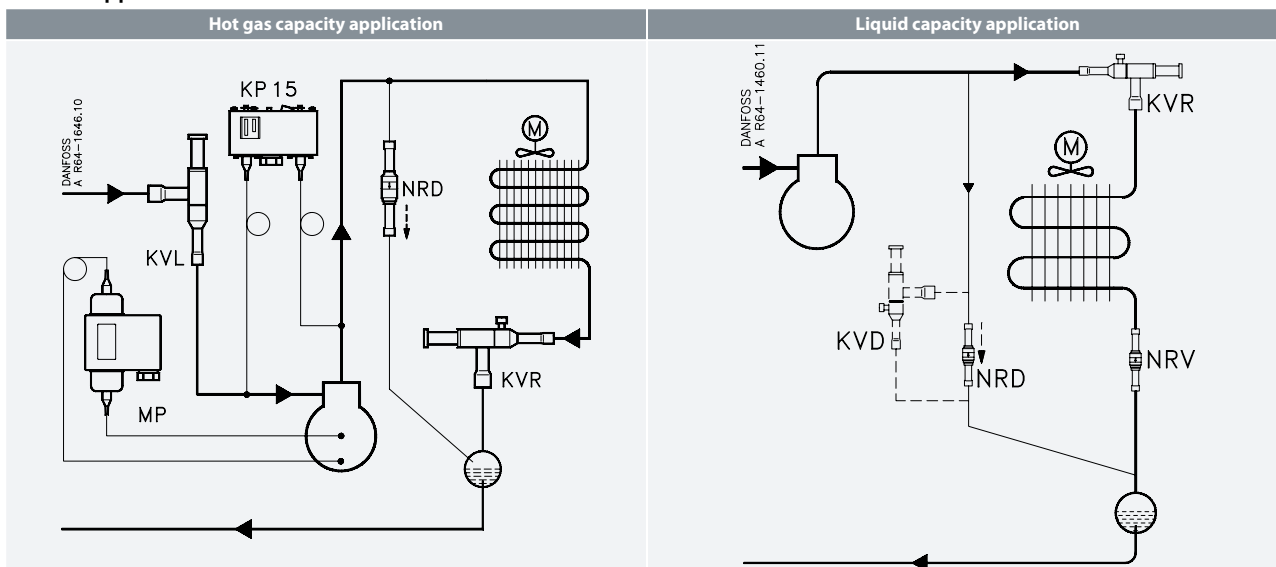 Hot gas capacity application
Liquid capacity application
DANFOSS
A R64-1646.10
KP 15
M
NRD
KVL
KVR
MP
DANFOSS
A R64-1460.11
KVR
M
KVD
NRD
NRV